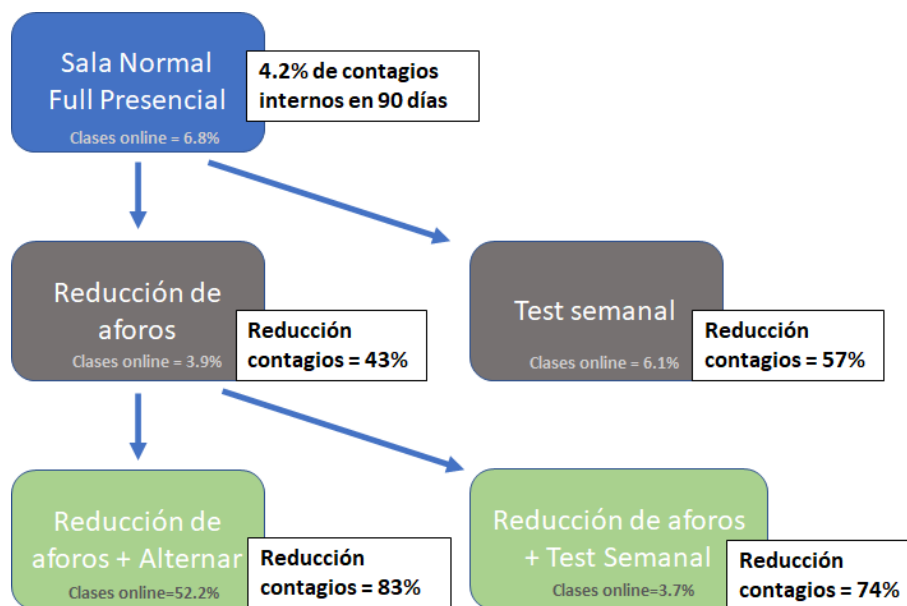 Sala Normal
Full Presencial
Clases online = 6.8%
4.2% de contagios
internos en 90 días
Reducción de
aforos
Clases online = 3.9%
Reducción
contagios = 43%
Test semanal
Clases online = 6.1%
Reducción
contagios = 57%
Reducción de
aforos + Alternar
Clases online=52.2%
Reducción
contagios = 83%
Reducción de aforos
+ Test Semanal
Clases online=3.7%
Reducción
contagios = 74%